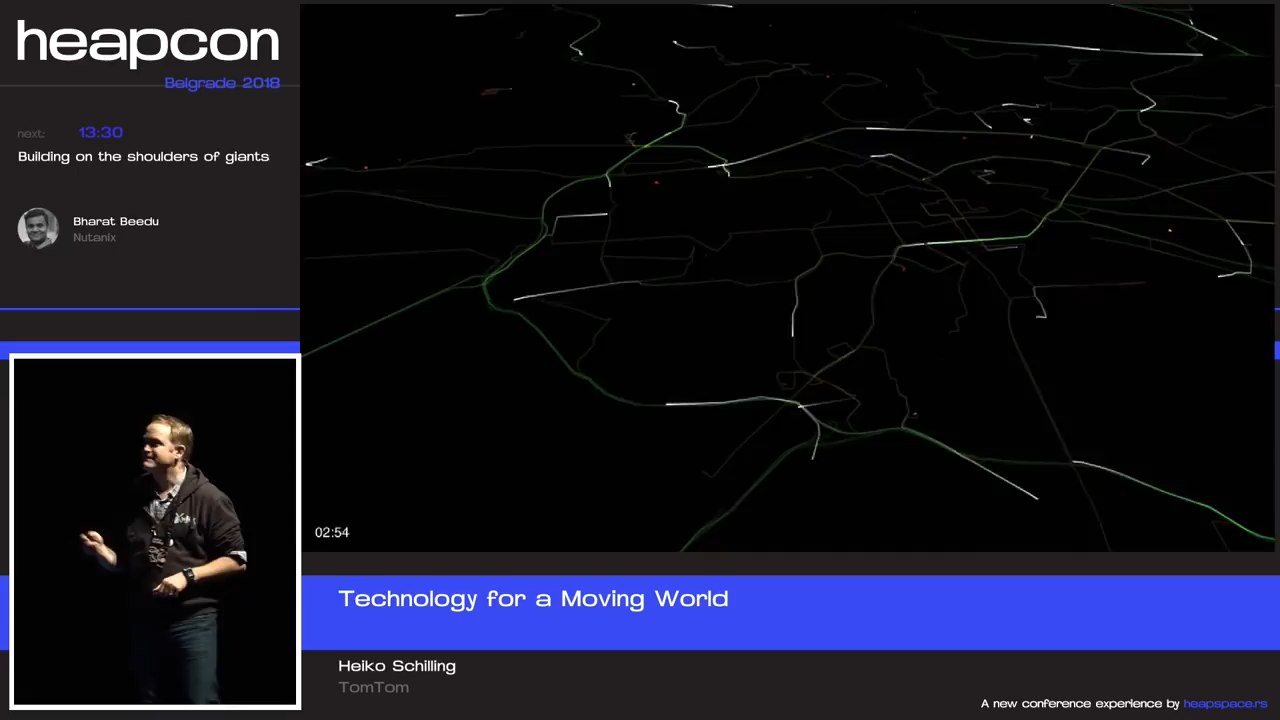 heapcon
Belgrade 2018
next: 13:30
Building on the shoulders of giants
Bharat Beedu
Nutanix
02:54
Technology for a Moving World
Heiko Schilling
TomTom
A new conference experience by heapspace.rs